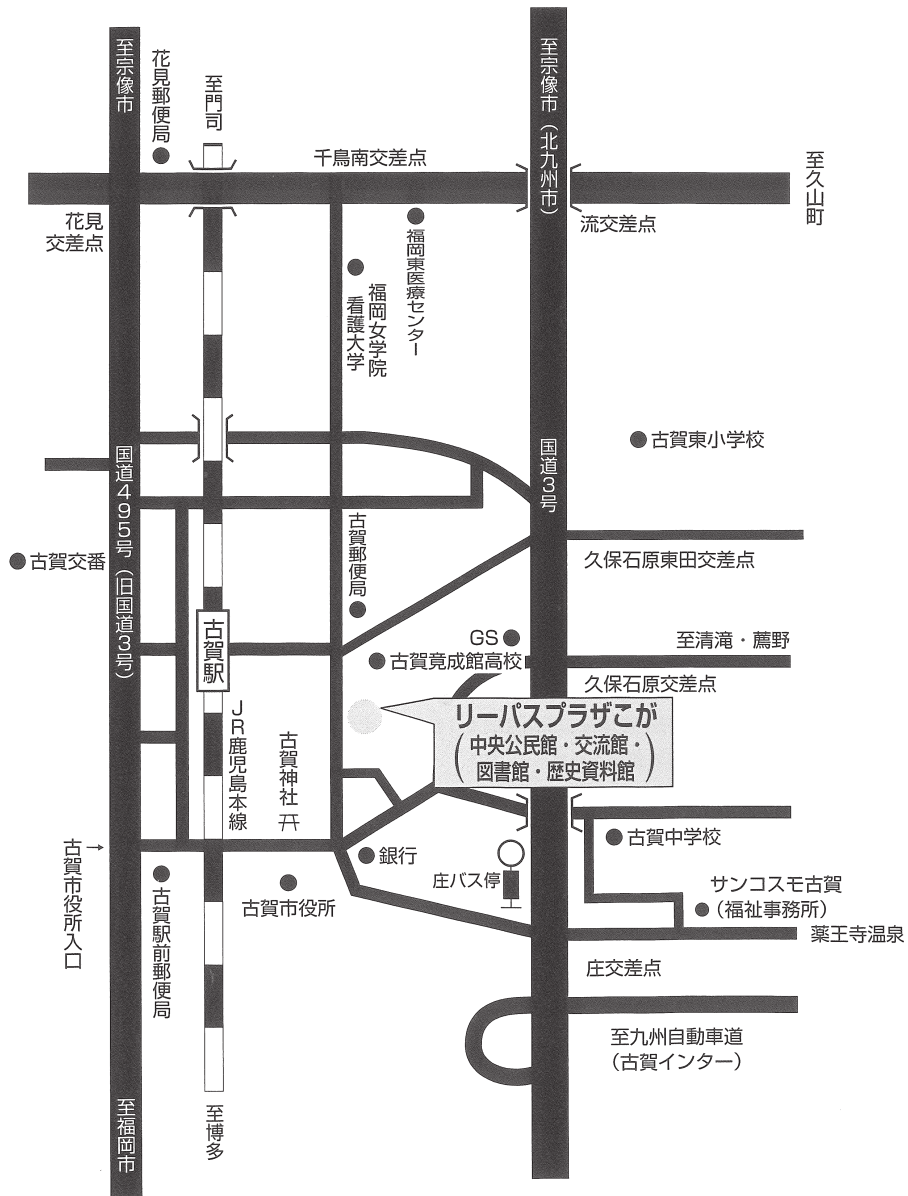 至宗像市
花見郵便局
至門司
千鳥南交差点
至宗像市（北九州市）
至久山町
花見
交差点
流交差点
福岡東医療センター
福岡女学院
看護大学
古賀東小学校
国道3号
国道495号（旧国道3号）
古賀交番
古賀郵便局
久保石原東田交差点
GS
至清滝・薦野
古賀竟成館高校
久保石原交差点
古賀駅
JR鹿児島本線
古賀神社
リーパスプラザこが
（中央公民館・交流館・
図書館・歴史資料館）
古賀市役所入口
→
銀行
庄バス停
古賀中学校
サンコスモ古賀
（福祉事務所）
古賀市役所
古賀駅前郵便局
薬王寺温泉
庄交差点
至九州自動車道
（古賀インター）
至福岡市
至博多